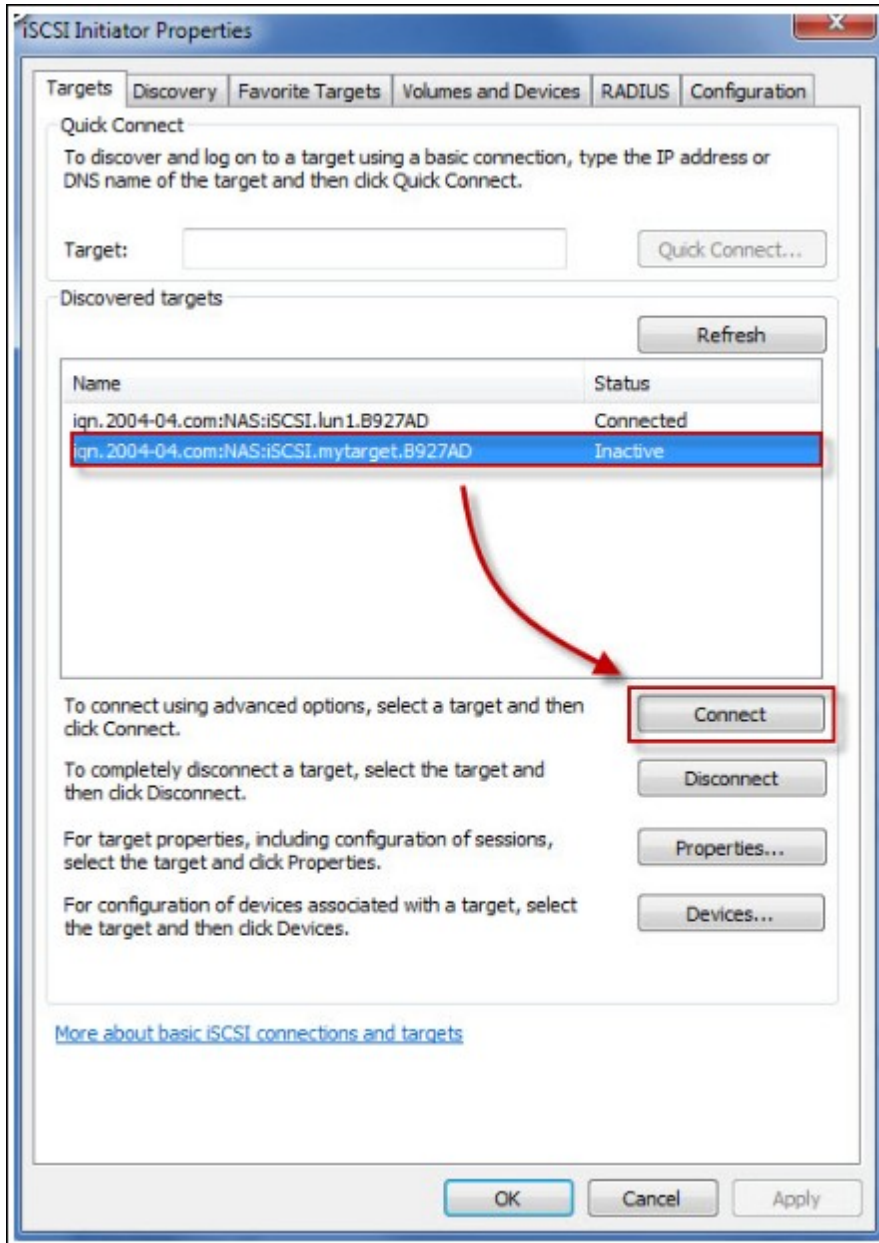 iSCSI Initiator Properties
Targets Discovery Favorite Targets Volumes and Devices RADIUS Configuration
Quick Connect
To discover and log on to a target using a basic connection, type the IP address or
DNS name of the target and then click Quick Connect.
Target: Quick Connect...
Discovered targets
Refresh
Name Status
iqn.2004-04.com:NAS:iSCSI.lun1.B927AD Connected
iqn.2004-04.com:NAS:iSCSI.mytarget.B927AD Inactive
To connect using advanced options, select a target and then
click Connect.
Connect
To completely disconnect a target, select the target and
then click Disconnect.
Disconnect
For target properties, including configuration of sessions,
select the target and click Properties.
Properties...
For configuration of devices associated with a target, select
the target and then click Devices.
Devices...
More about basic iSCSI connections and targets
OK Cancel Apply